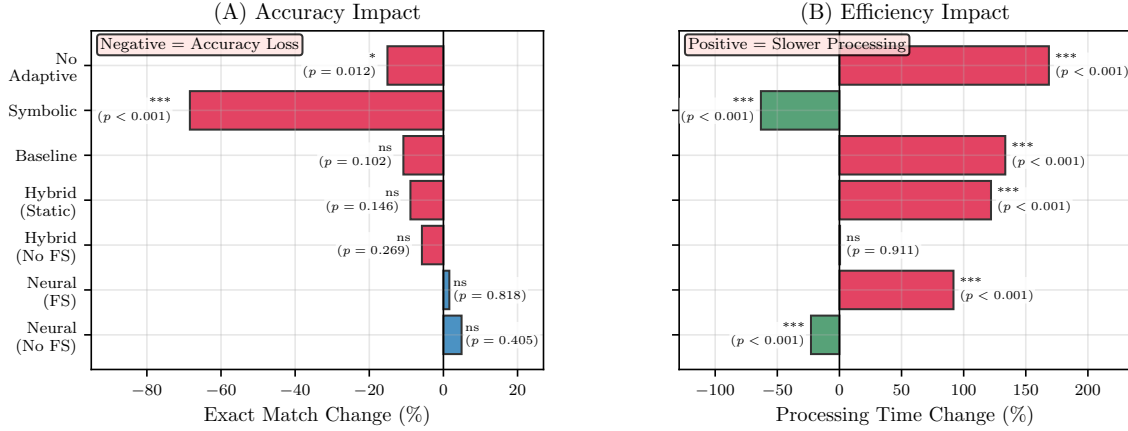 (A) Accuracy Impact
Negative = Accuracy Loss
No
Adaptive
Symbolic
Baseline
Hybrid
(Static)
Hybrid
(No FS)
Neural
(FS)
Neural
(No FS)
*
(p = 0.012)
***
(p < 0.001)
ns
(p = 0.102)
ns
(p = 0.146)
ns
(p = 0.269)
ns
(p = 0.818)
ns
(p = 0.405)
−80 −60 −40 −20 0 20
Exact Match Change (%)
(B) Efficiency Impact
Positive = Slower Processing
***
(p < 0.001)
***
(p < 0.001)
***
(p < 0.001)
***
(p < 0.001)
ns
(p = 0.911)
***
(p < 0.001)
***
(p < 0.001)
−100 −50 0 50 100 150 200
Processing Time Change (%)